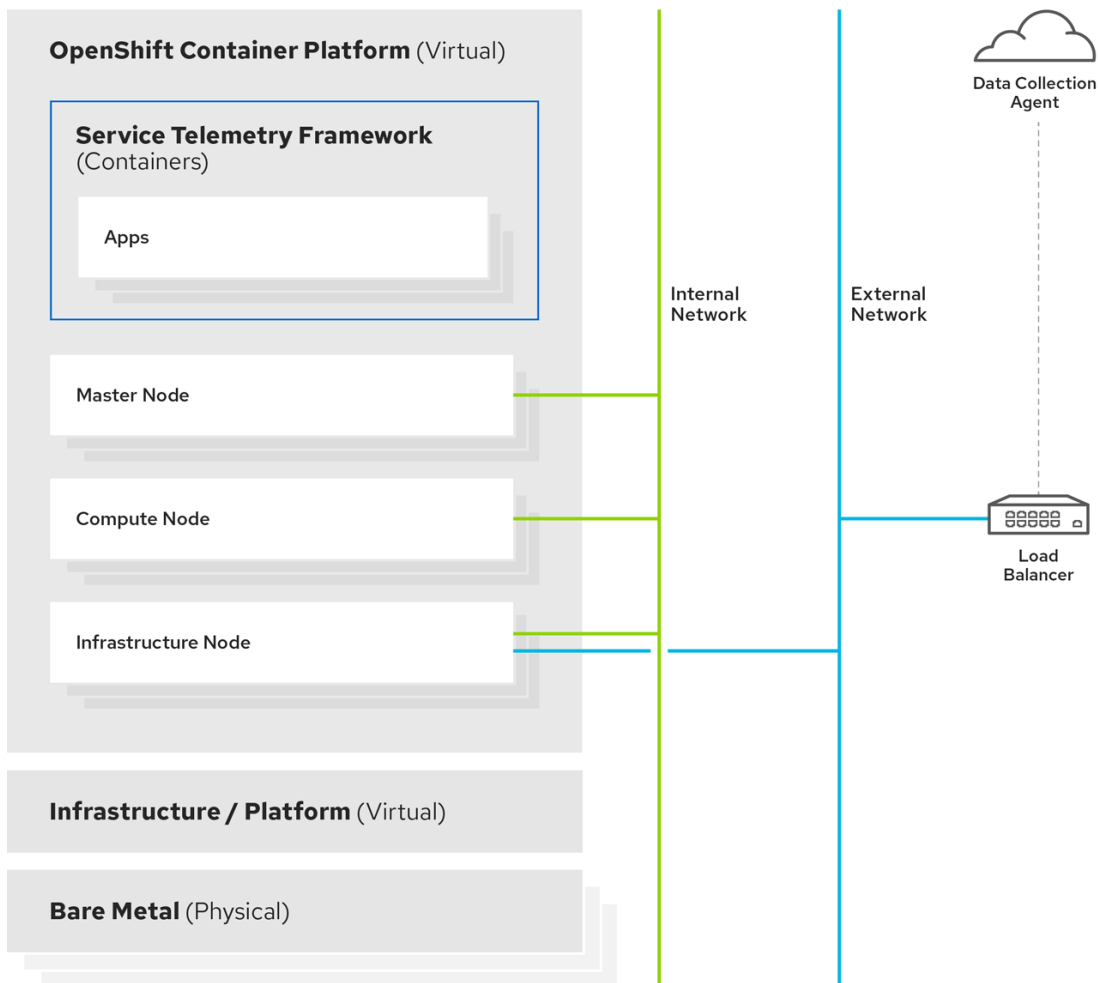 OpenShift Container Platform (Virtual)
Service Telemetry Framework
(Containers)
Apps
Master Node
Compute Node
Infrastructure Node
Infrastructure / Platform (Virtual)
Bare Metal (Physical)
Internal
Network
External
Network
Data Collection
Agent
Load
Balancer